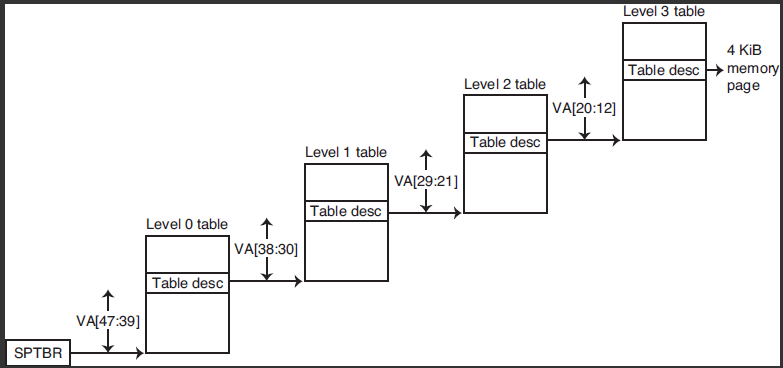 Level 3 table
4 KiB
memory
page
Table desc
Level 2 table
VA[20:12]
Table desc
Level 1 table
VA[29:21]
Table desc
Level 0 table
VA[38:30]
Table desc
VA[47:39]
SPTBR